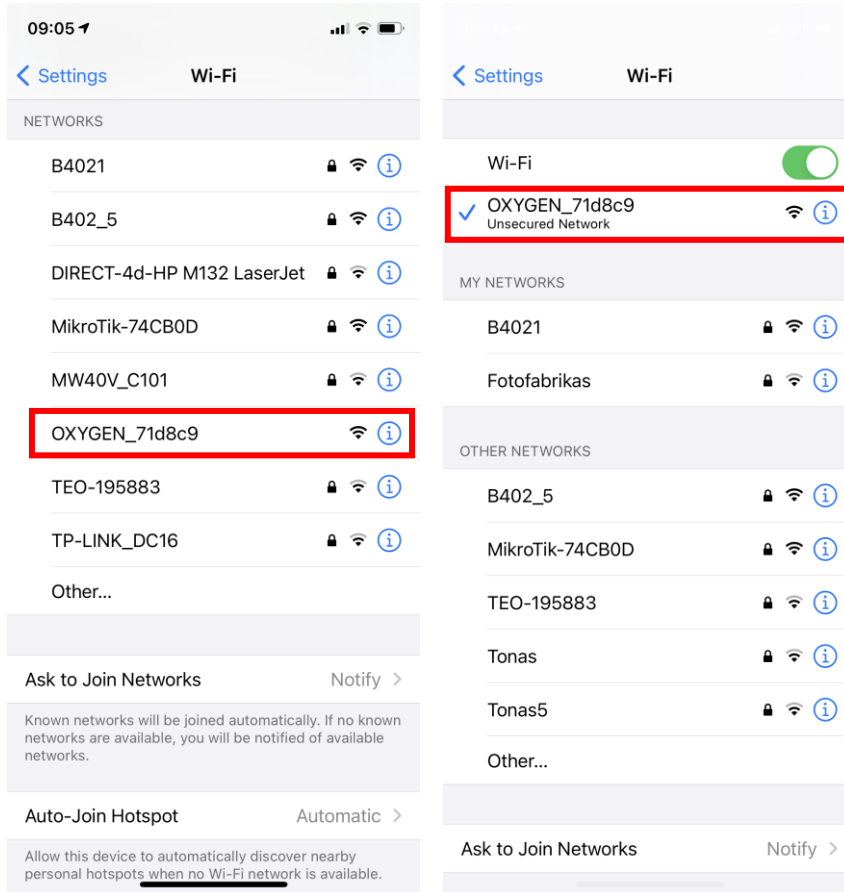 09:05
Settings
Wi-Fi
NETWORKS
B4021
B402_5
DIRECT-4d-HP M132 LaserJet
MikroTik-74CB0D
MW40V_C101
OXYGEN_71d8c9
TEO-195883
TP-LINK_DC16
Other...
Ask to Join Networks Notify
Known networks will be joined automatically. If no known
networks are available, you will be notified of available
networks.
Auto-Join Hotspot Automatic
Allow this device to automatically discover nearby
personal hotspots when no Wi-Fi network is available.
Settings
Wi-Fi
Wi-Fi
OXYGEN_71d8c9
Unsecured Network
MY NETWORKS
B4021
Fotofabrikas
OTHER NETWORKS
B402_5
MikroTik-74CB0D
TEO-195883
Tonas
Tonas5
Other...
Ask to Join Networks Notify